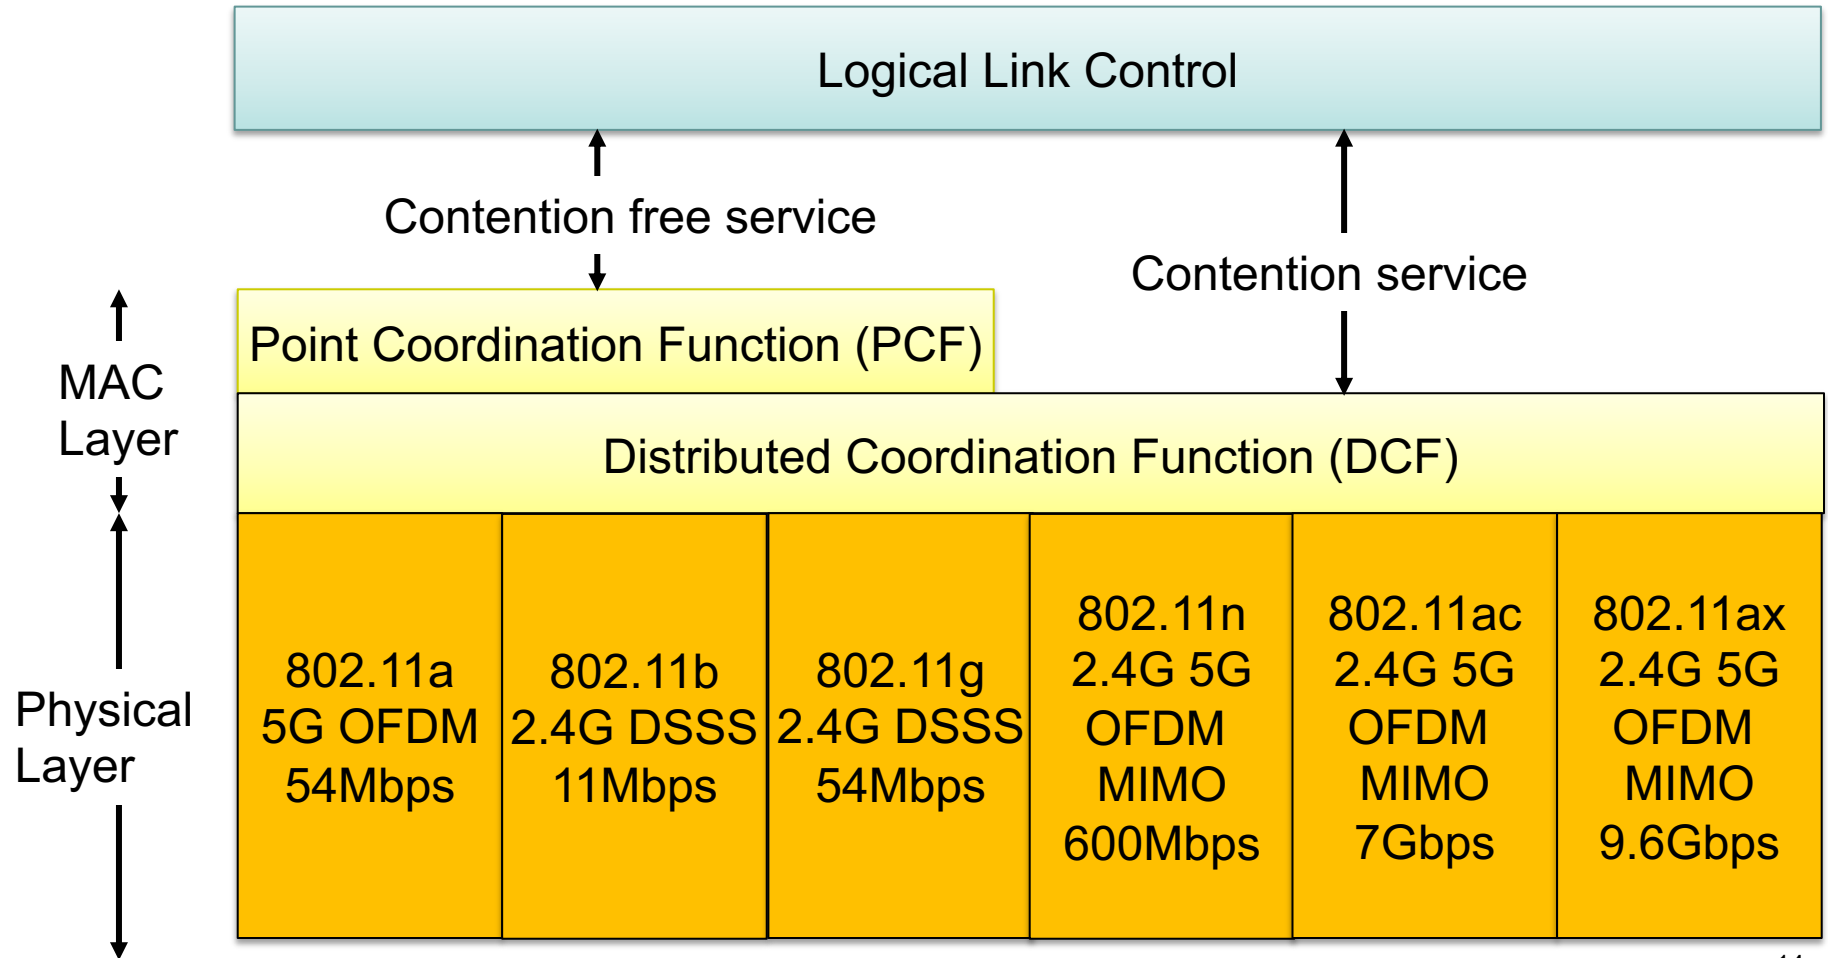 Logical Link Control
Contention free service
Contention service
Point Coordination Function (PCF)
MAC
Layer
Distributed Coordination Function (DCF)
Physical
Layer
802.11a
5G OFDM
54Mbps
802.11b
2.4G DSSS
11Mbps
802.11g
2.4G DSSS
54Mbps
802.11n
2.4G 5G
OFDM
MIMO
600Mbps
802.11ac
2.4G 5G
OFDM
MIMO
7Gbps
802.11ax
2.4G 5G
OFDM
MIMO
9.6Gbps